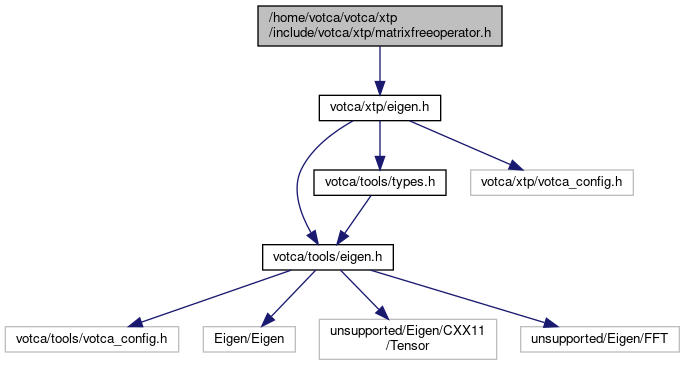 /home/votca/votca/xtp
/include/votca/xtp/matrixfreeoperator.h
votca/xtp/eigen.h
votca/tools/types.h
votca/xtp/votca_config.h
votca/tools/eigen.h
votca/tools/votca_config.h
Eigen/Eigen
unsupported/Eigen/CXX11
/Tensor
unsupported/Eigen/FFT